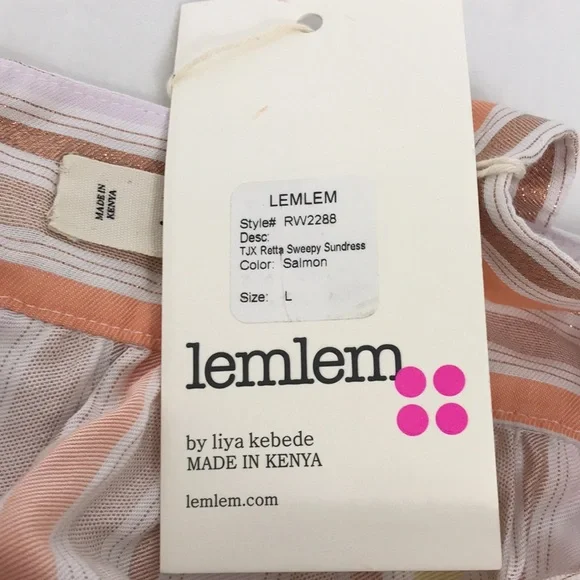 MADE IN
KENYA
LEMLEM
Style# RW2288
Desc:
TJX Retta Sweepy Sundress
Color: Salmon
Size: L
lemlem
by liya kebede
MADE IN KENYA
lemlem.com